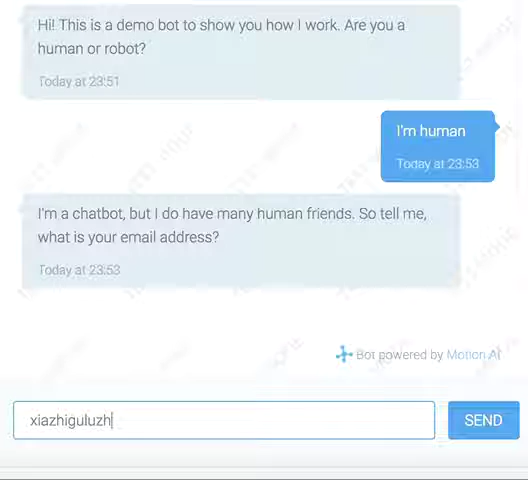 Hi! This is a demo bot to show you how I work. Are you a
human or robot?
Today at 23:51
I'm human
Today at 23:53
I'm a chatbot, but I do have many human friends. So tell me,
what is your email address?
Today at 23:53
Bot powered by Motion AI
xiazhiguluzh
SEND